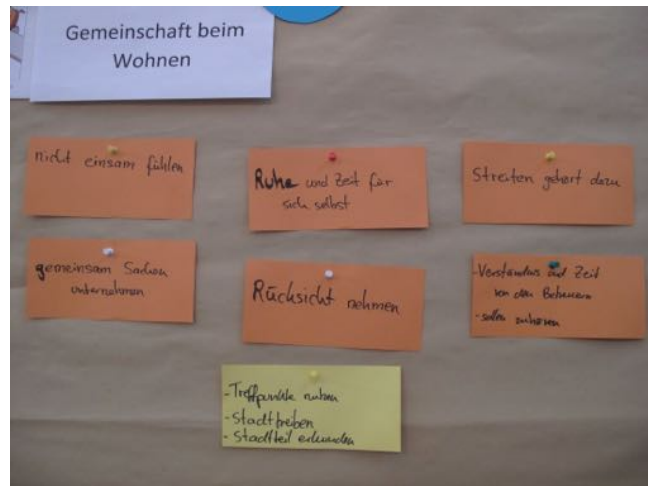 Gemeinschaft beim
Wohnen
nicht einsam fühlen
Ruhe und Zeit für
sich selbst
Streiten gehört dazu
gemeinsam Sachen
unternehmen
Rücksicht nehmen
-Verständnis und Zeit
von den Betreuern
-sollen zuhören
-Treffpunkte nutzen
-Stadttreiben
-Stadtteil erkunden